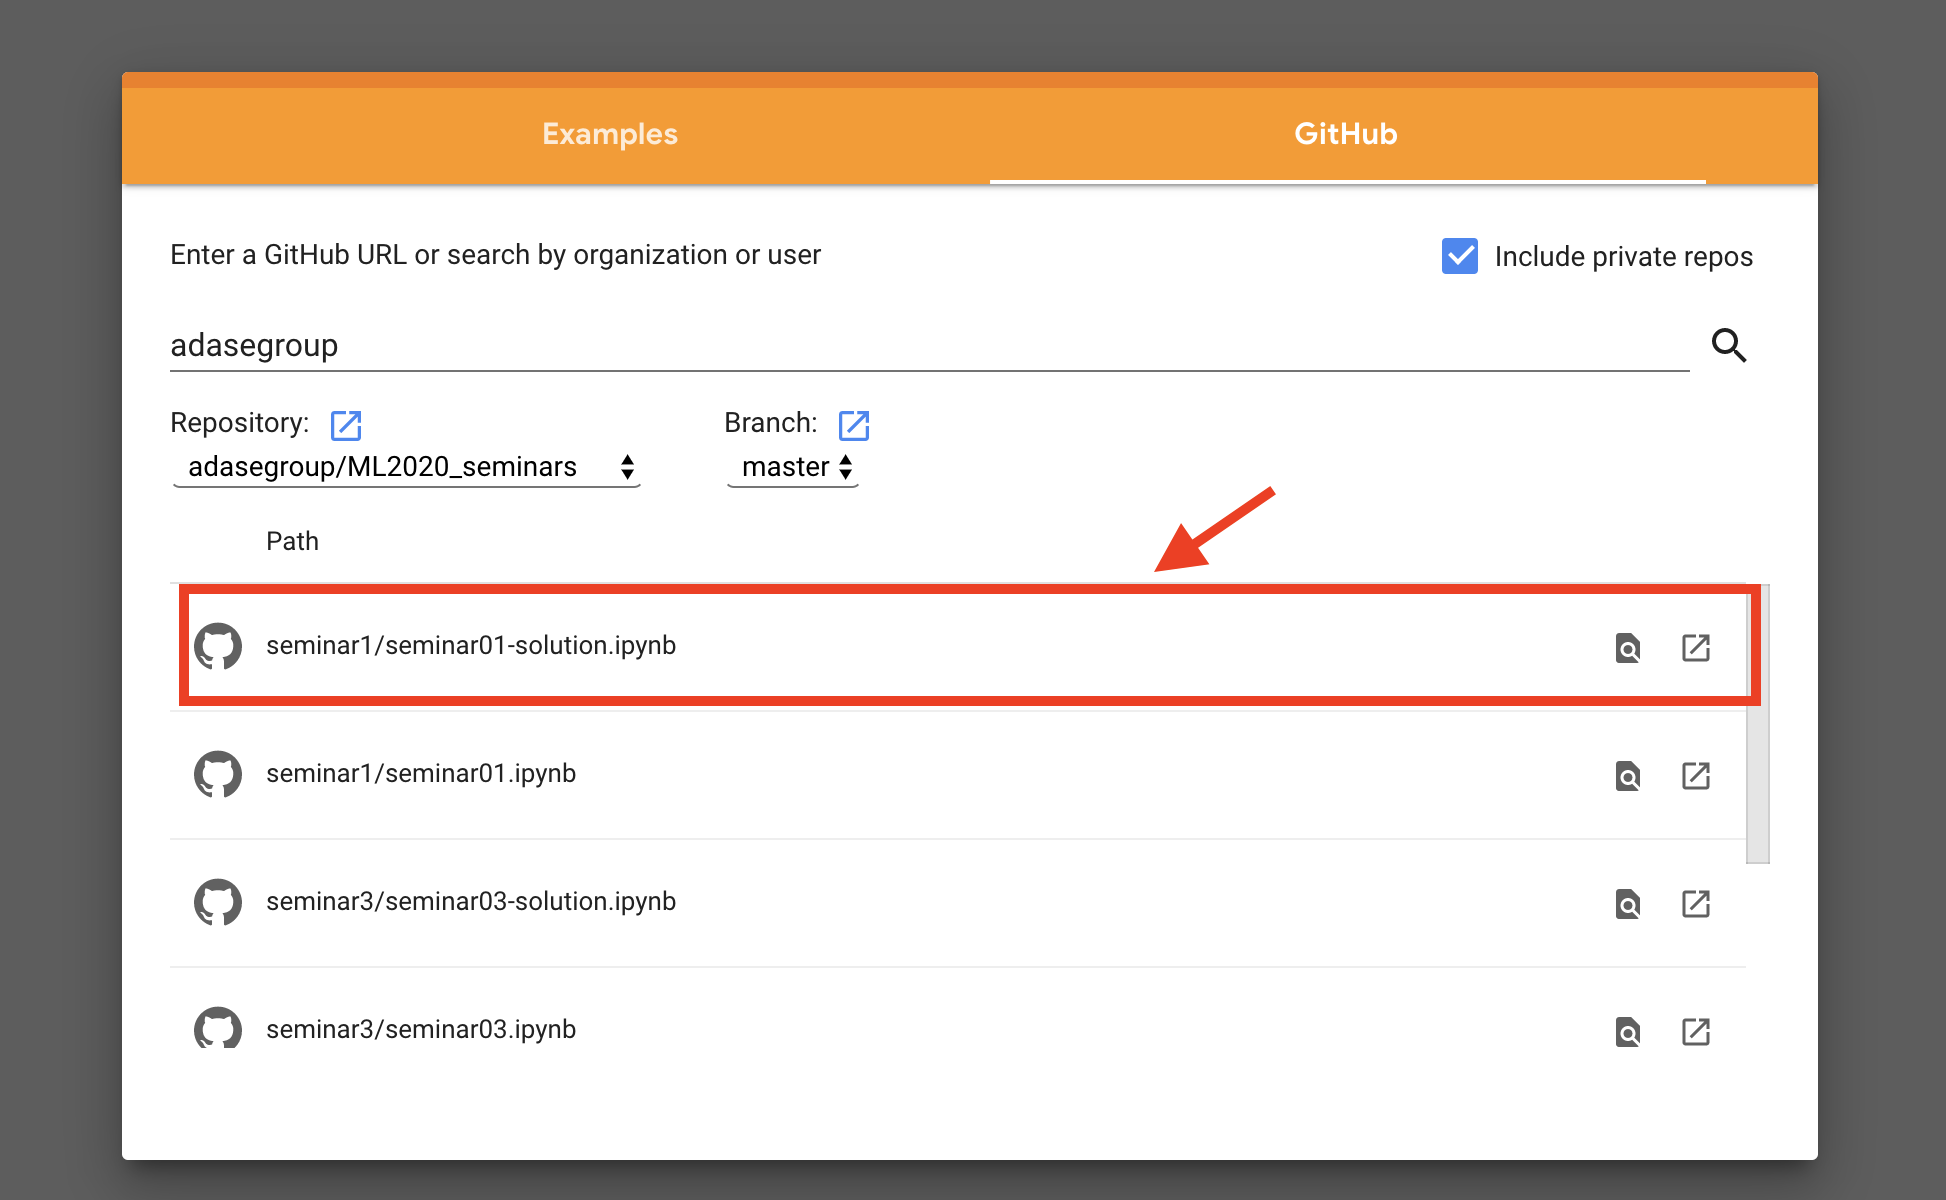 Examples GitHub
Enter a GitHub URL or search by organization or user Include private repos
adasegroup
Repository: Branch:
adasegroup/ML2020_seminars master
Path
seminar1/seminar01-solution.ipynb
seminar1/seminar01.ipynb
seminar3/seminar03-solution.ipynb
seminar3/seminar03.ipynb